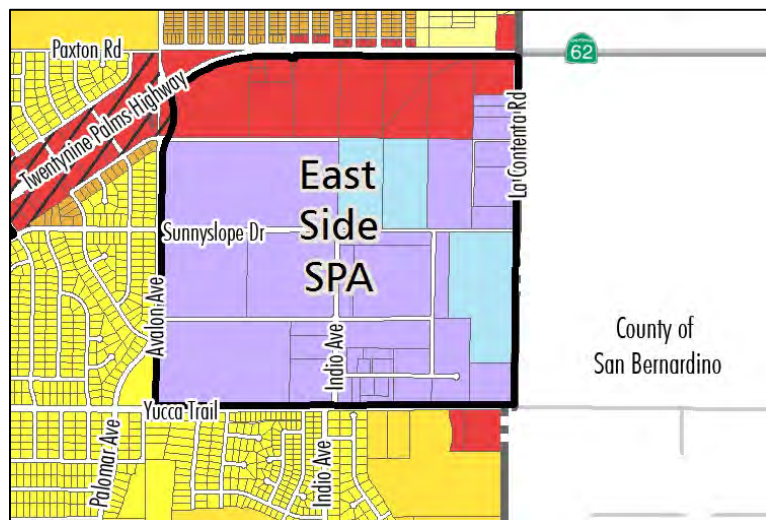 Paxton Rd
62
Twentynine Palms Highway
La Contenta Rd
East
Side
SPA
Sunnyslope Dr
Avalon Ave
Indio Ave
County of
San Bernardino
Yucca Trail
Palomar Ave
Indio Ave